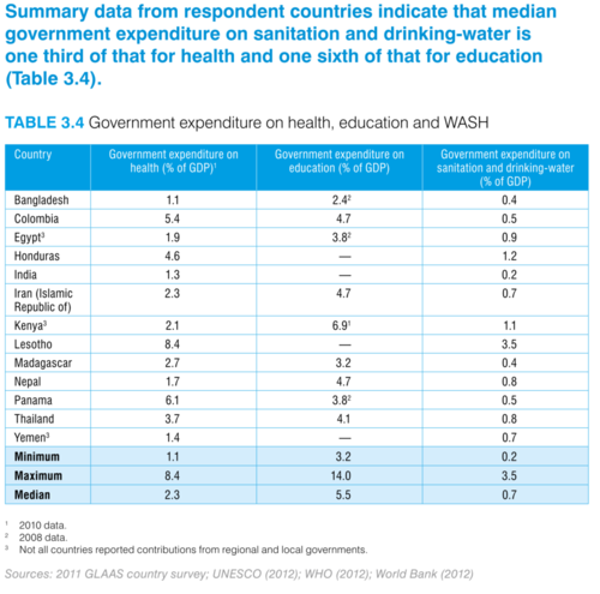 Summary data from respondent countries indicate that median
government expenditure on sanitation and drinking-water is
one third of that for health and one sixth of that for education
(Table 3.4).
TABLE 3.4 Government expenditure on health, education and WASH
Country Government expenditure on health (% of GDP)¹ Government expenditure on education (% of GDP) Government expenditure on sanitation and drinking-water (% of GDP)
Bangladesh 1.1 2.4² 0.4
Colombia 5.4 4.7 0.5
Egypt³ 1.9 3.8² 0.9
Honduras 4.6 — 1.2
India 1.3 — 0.2
Iran (Islamic Republic of) 2.3 4.7 0.7
Kenya³ 2.1 6.9¹ 1.1
Lesotho 8.4 — 3.5
Madagascar 2.7 3.2 0.4
Nepal 1.7 4.7 0.8
Panama 6.1 3.8² 0.5
Thailand 3.7 4.1 0.8
Yemen³ 1.4 — 0.7
Minimum 1.1 3.2 0.2
Maximum 8.4 14.0 3.5
Median 2.3 5.5 0.7
¹ 2010 data.
² 2008 data.
³ Not all countries reported contributions from regional and local governments.
Sources: 2011 GLAAS country survey; UNESCO (2012); WHO (2012); World Bank (2012)